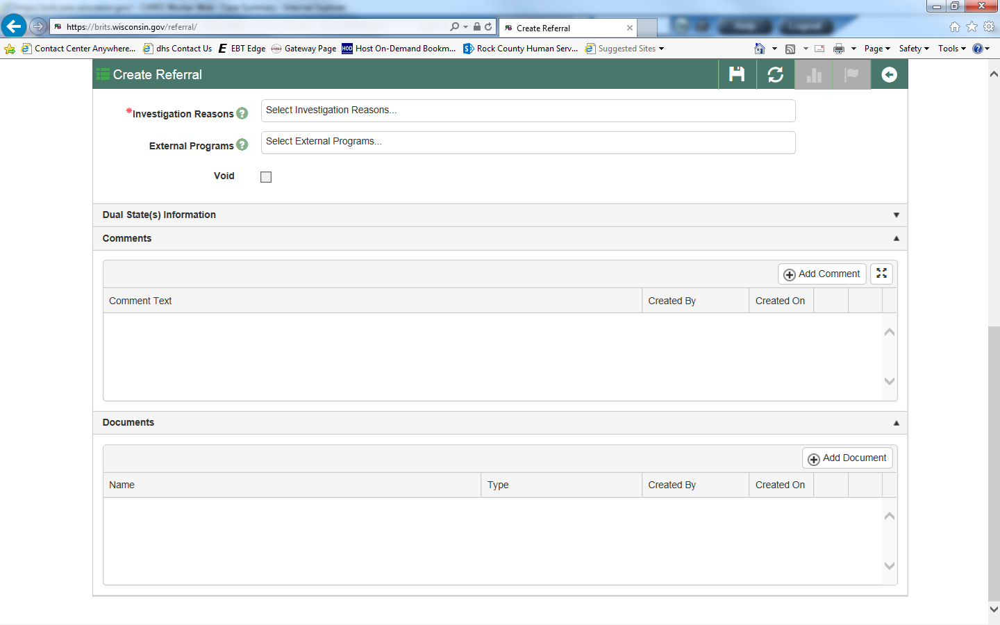 https://brits.wisconsin.gov/referral/
Create Referral
Contact Center Anywhere... dhs Contact Us E EBT Edge CARES Gateway Page HOD Host On-Demand Bookm... Rock County Human Serv... Suggested Sites Page Safety Tools
Create Referral
*Investigation Reasons ? Select Investigation Reasons...
External Programs ? Select External Programs...
Void
Dual State(s) Information
Comments
Add Comment
Comment Text Created By Created On
Documents
Add Document
Name Type Created By Created On